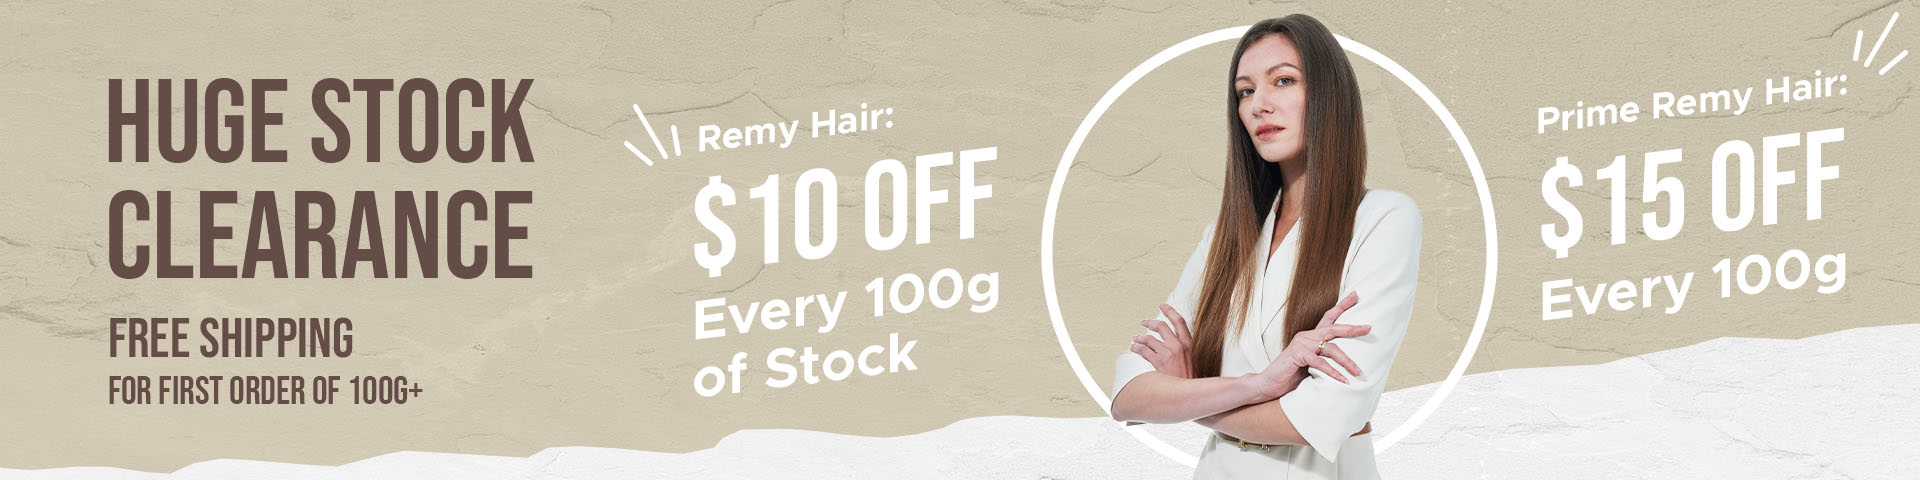 HUGE STOCK
CLEARANCE
FREE SHIPPING
FOR FIRST ORDER OF 100G+
Remy Hair:
$10 OFF
Every 100g
of Stock
Prime Remy Hair:
$15 OFF
Every 100g